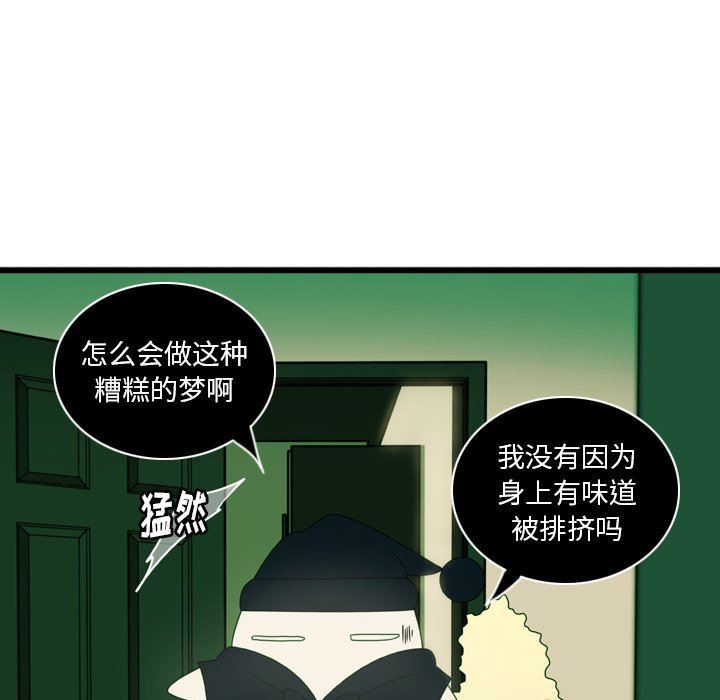 怎么会做这种
糟糕的梦啊
猛然
我没有因为
身上有味道
被排挤吗